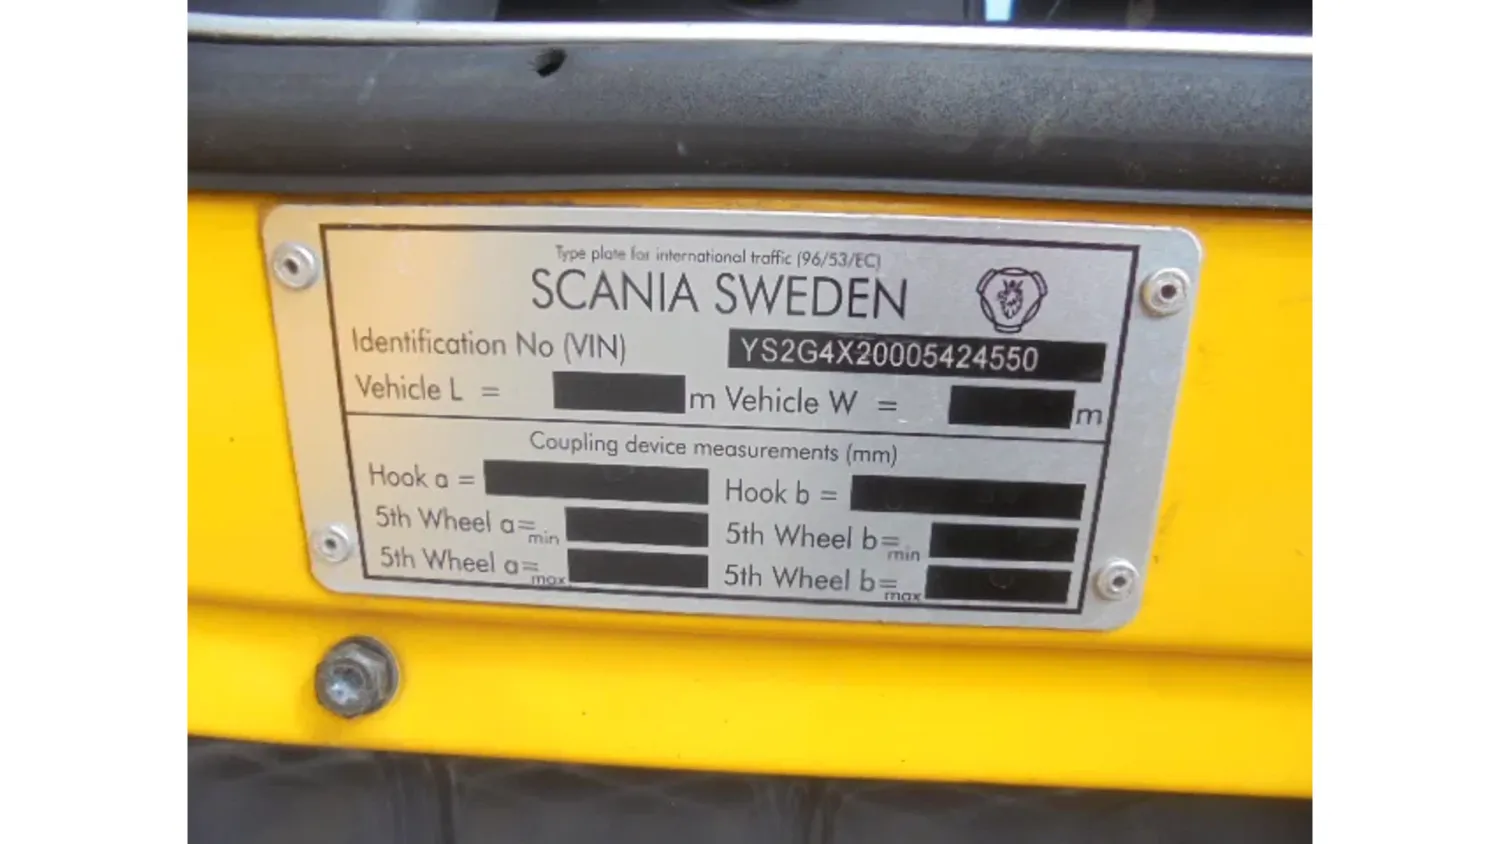 Type plate for international traffic (96/53/EC)
SCANIA SWEDEN
Identification No (VIN) YS2G4X20005424550
Vehicle L = m Vehicle W = m
Coupling device measurements (mm)
Hook a = Hook b =
5th Wheel a= min 5th Wheel b= min
5th Wheel a= max 5th Wheel b= max